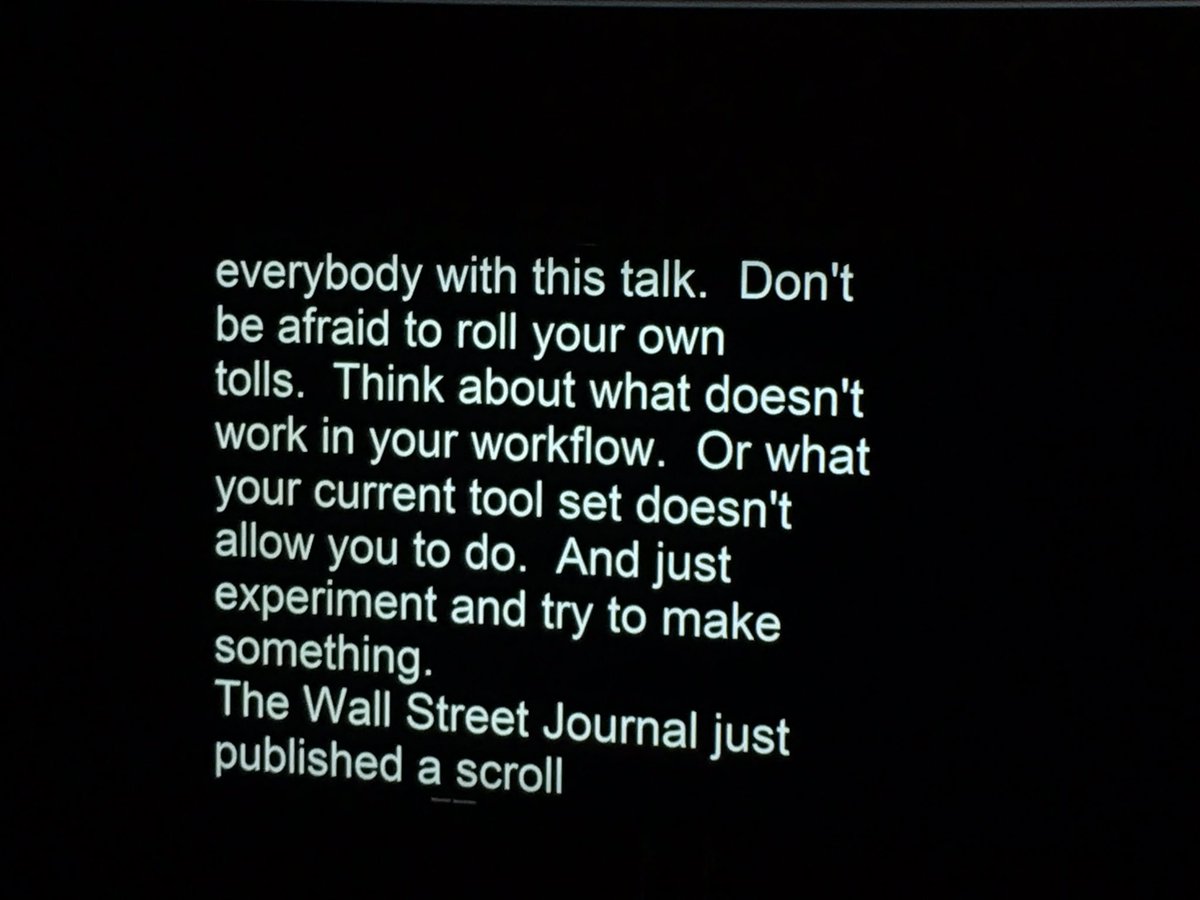 everybody with this talk.  Don't
be afraid to roll your own
tolls.  Think about what doesn't
work in your workflow.  Or what
your current tool set doesn't
allow you to do.  And just
experiment and try to make
something.
The Wall Street Journal just
published a scroll